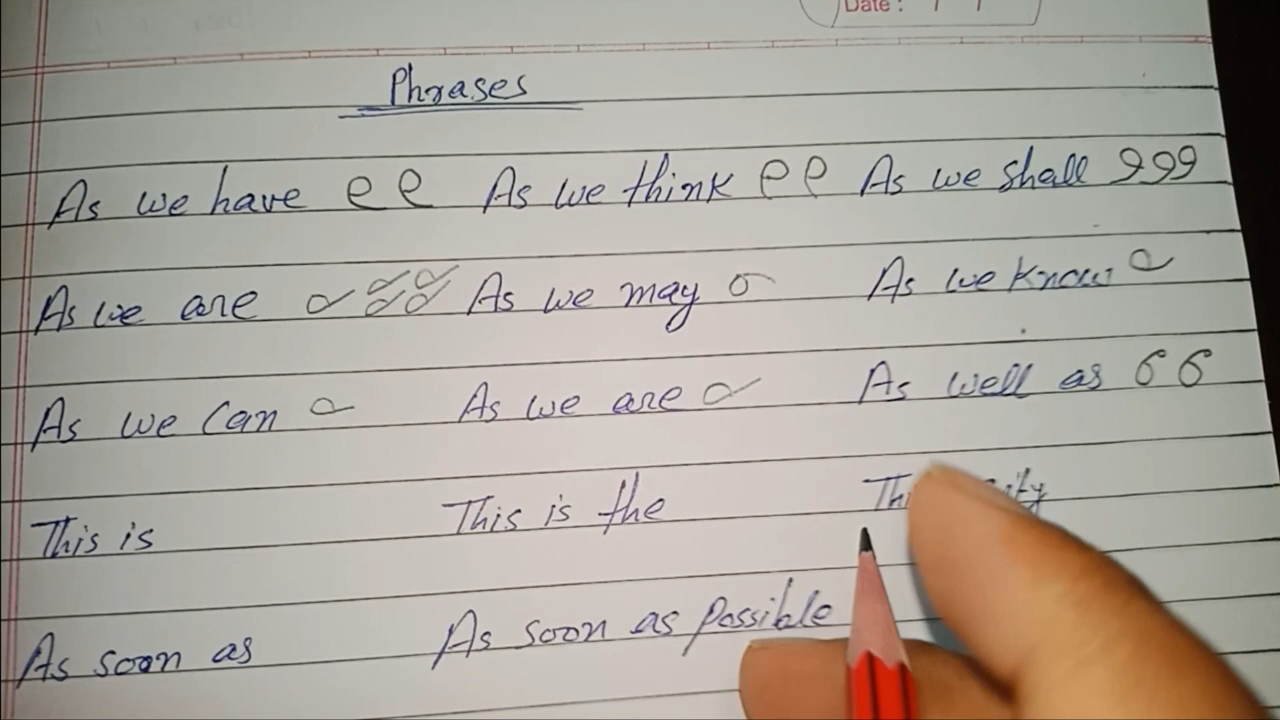 Date : / /
Phrases
As we have As we think As we shall
As we are As we may As we know
As we can As we are As well as
This is This is the
As soon as As soon as possible